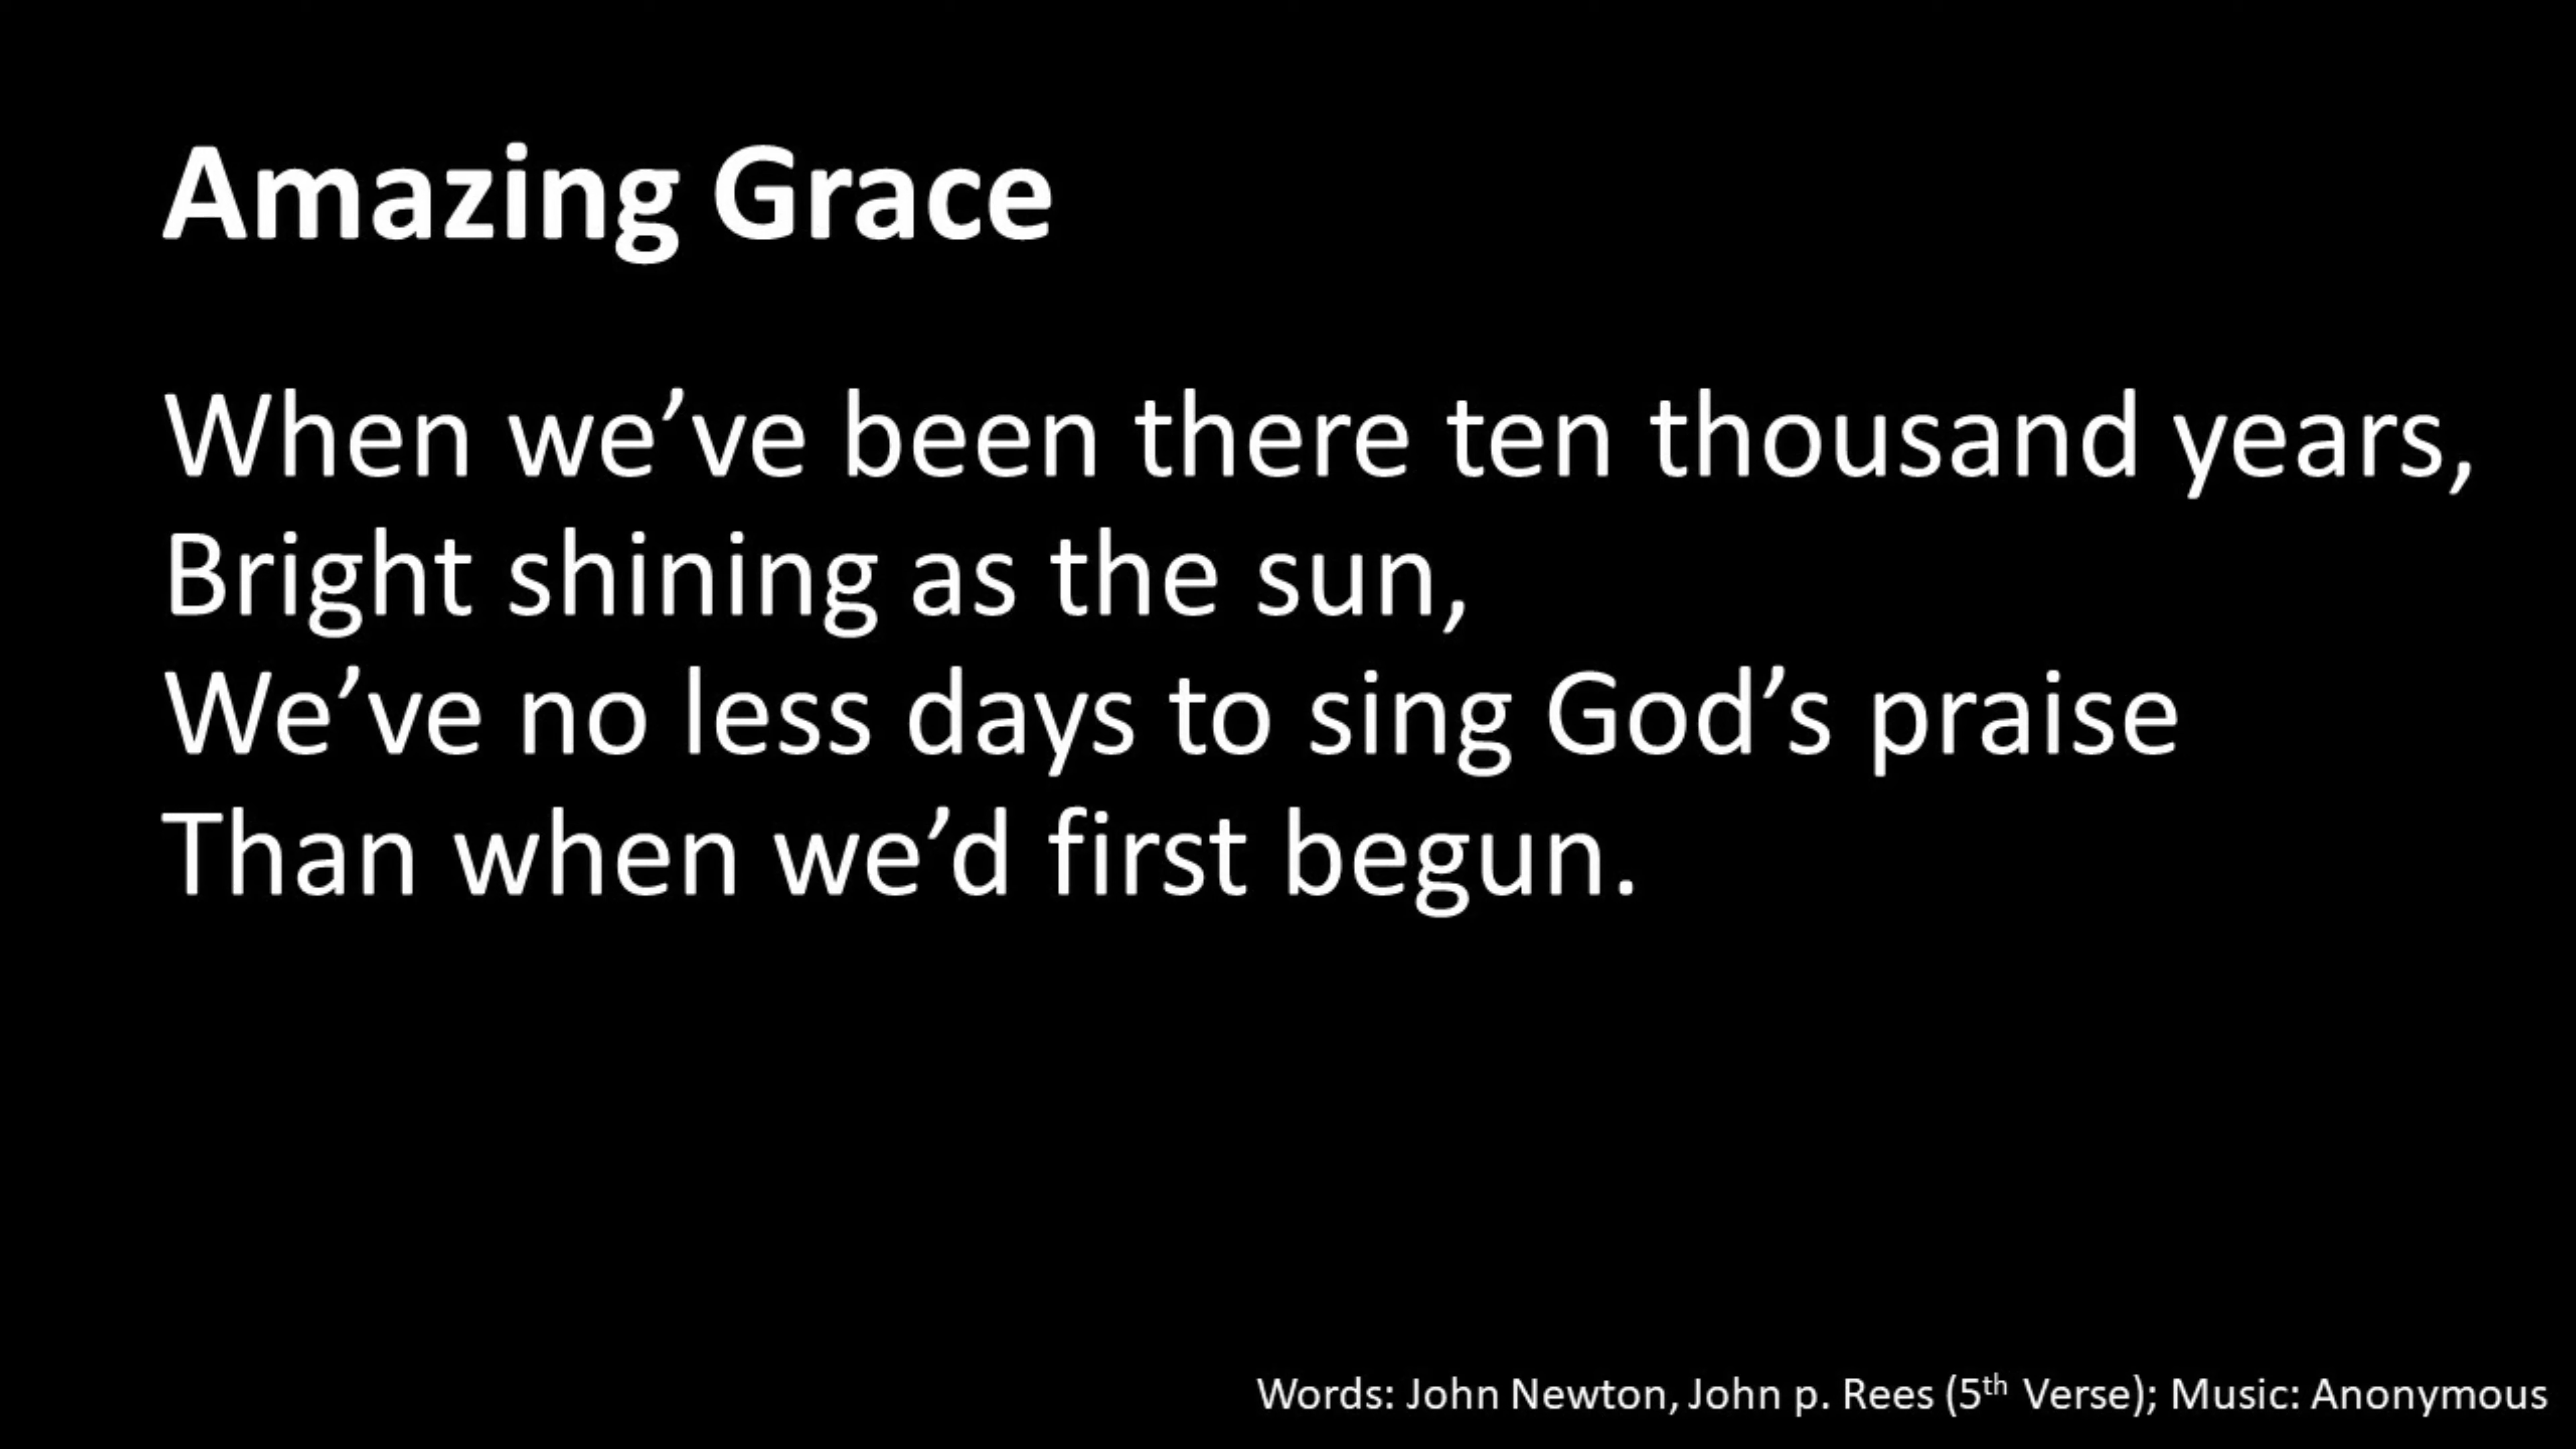 Amazing Grace
When we’ve been there ten thousand years,
Bright shining as the sun,
We’ve no less days to sing God’s praise
Than when we’d first begun.
Words: John Newton, John p. Rees (5th Verse); Music: Anonymous